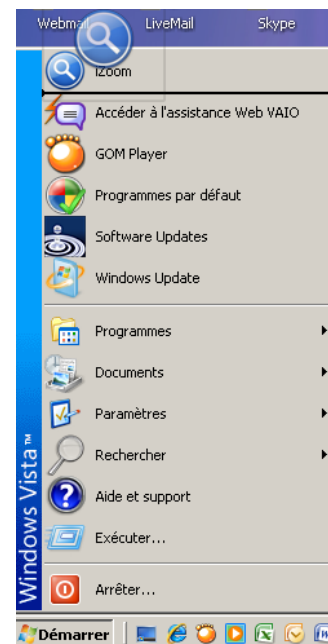 Webmail LiveMail Skype
iZoom
Accéder à l'assistance Web VAIO
GOM Player
Programmes par défaut
Software Updates
Windows Update
Programmes
Documents
Paramètres
Rechercher
Aide et support
Exécuter...
Arrêter...
Windows Vista™
Démarrer